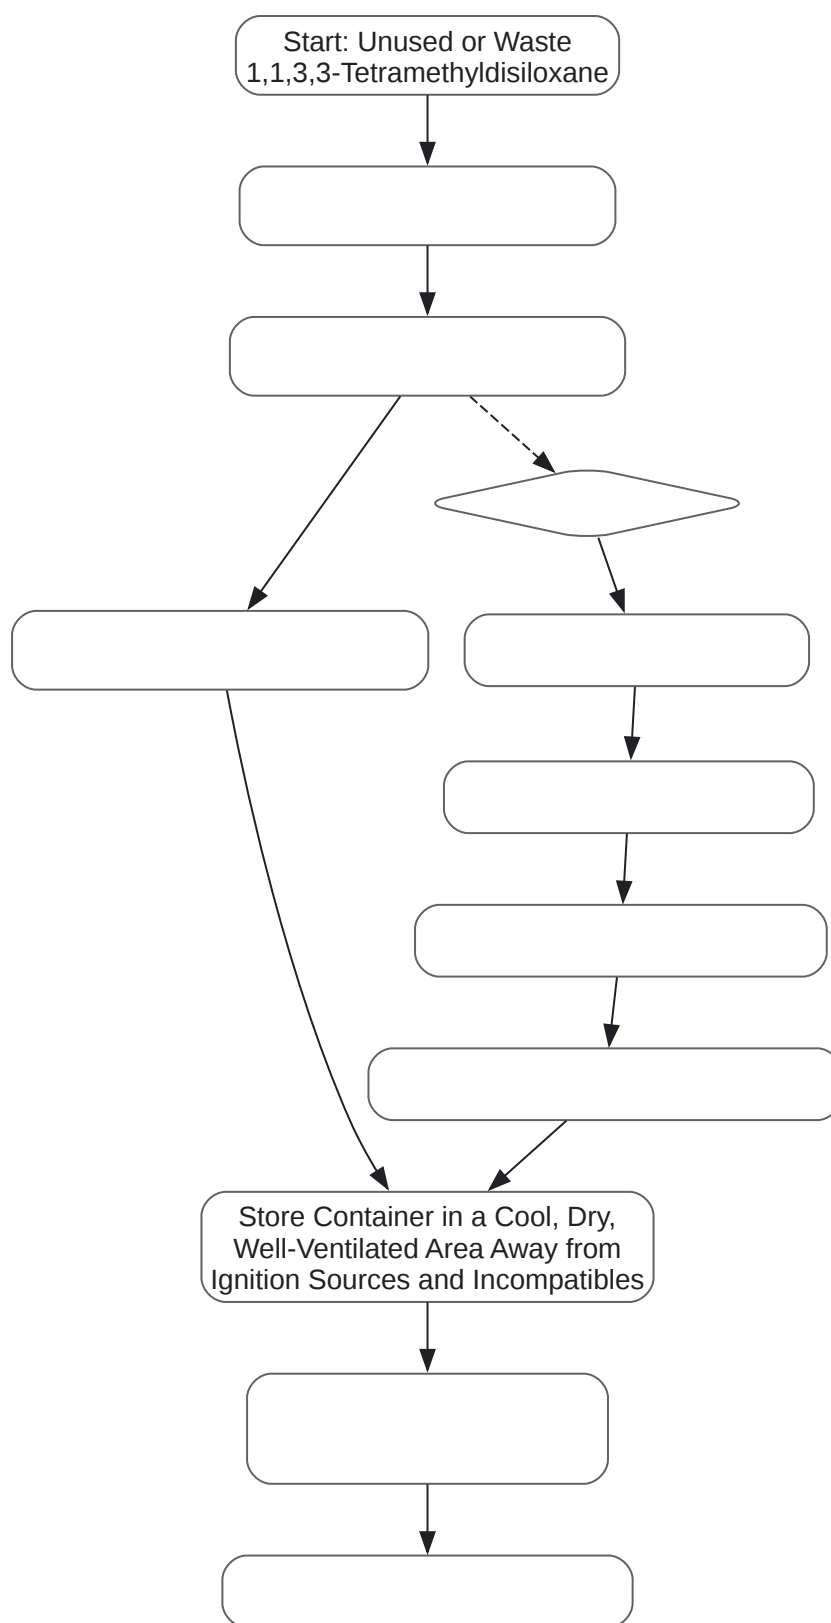 Start: Unused or Waste
1,1,3,3-Tetramethyldisiloxane
Store Container in a Cool, Dry,
Well-Ventilated Area Away from
Ignition Sources and Incompatibles